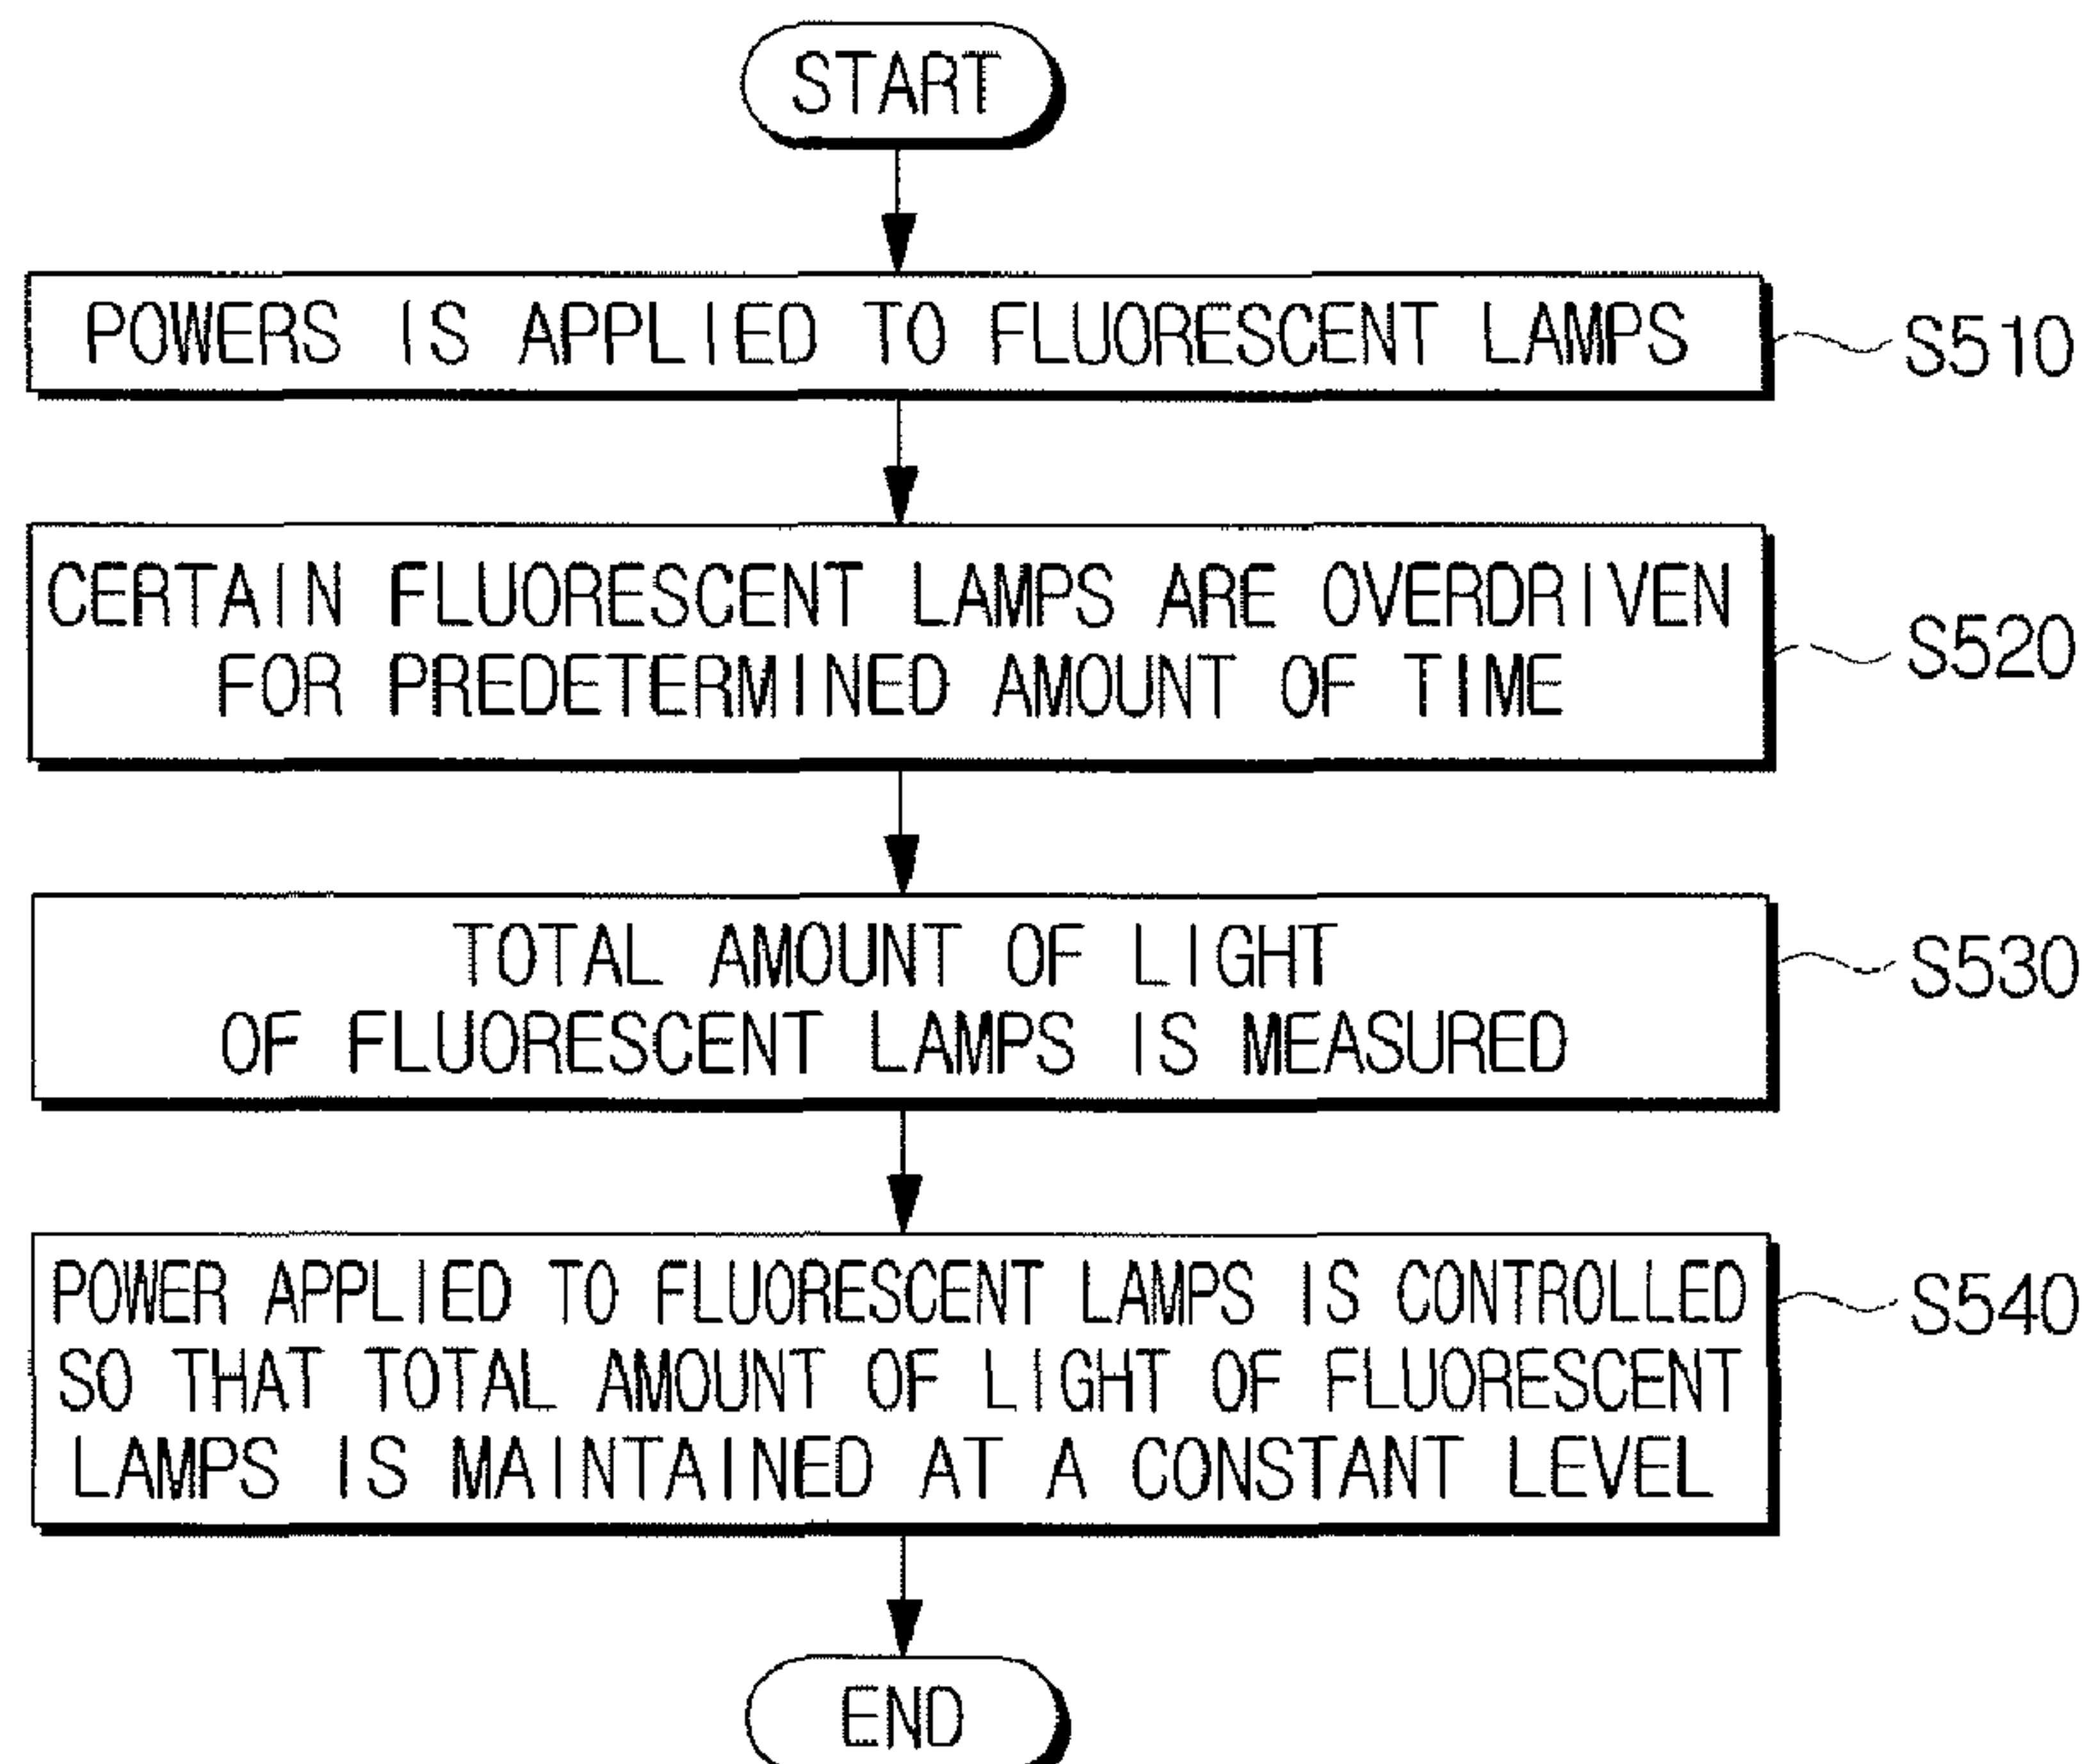 START
POWERS IS APPLIED TO FLUORESCENT LAMPS
S510
CERTAIN FLUORESCENT LAMPS ARE OVERDRIVEN
FOR PREDETERMINED AMOUNT OF TIME
S520
TOTAL AMOUNT OF LIGHT
OF FLUORESCENT LAMPS IS MEASURED
S530
POWER APPLIED TO FLUORESCENT LAMPS IS CONTROLLED
SO THAT TOTAL AMOUNT OF LIGHT OF FLUORESCENT
LAMPS IS MAINTAINED AT A CONSTANT LEVEL
S540
END